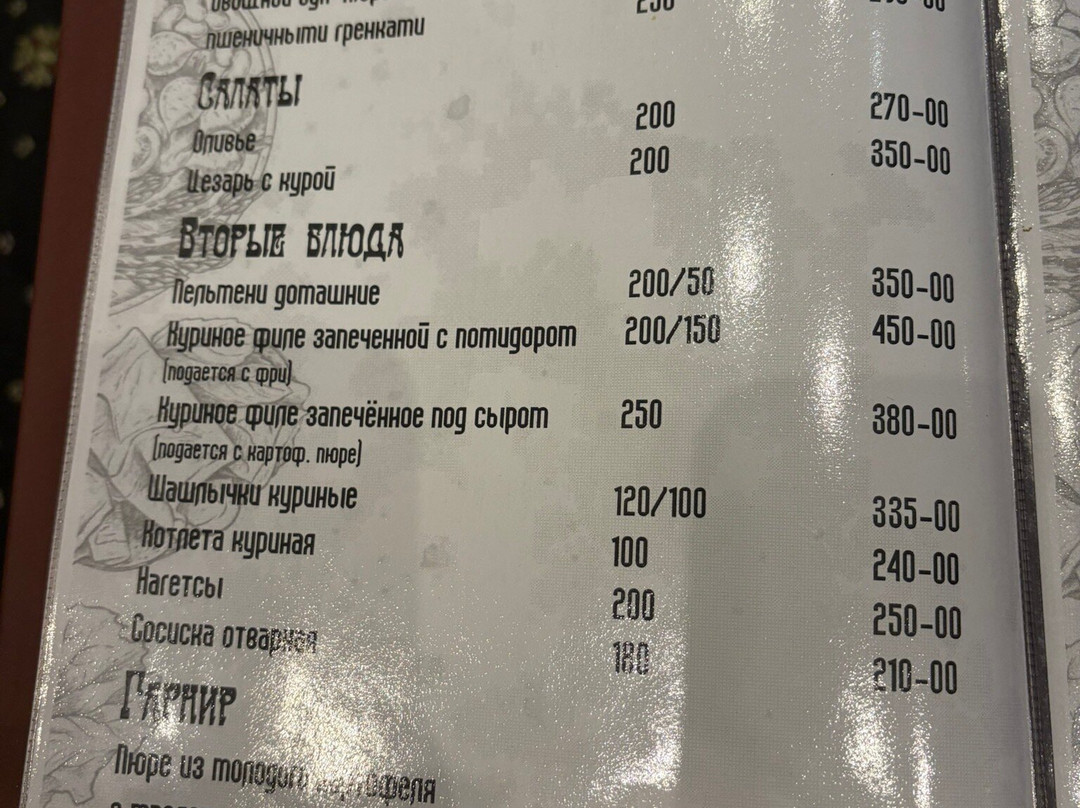 пшеничными гренками
Салаты
Оливье 200 270-00
Цезарь с курой 200 350-00
Вторые блюда
Пельмени домашние 200/50 350-00
Куриное филе запеченной с помидором 200/150 450-00
(подается с фри)
Куриное филе запечённое под сыром 250 380-00
(подается с картоф. пюре)
Шашлычки куриные 120/100 335-00
Котлета куриная 100 240-00
Нагетсы 200 250-00
Сосиска отварная 180 210-00
Гарнир
Пюре из молодого картофеля